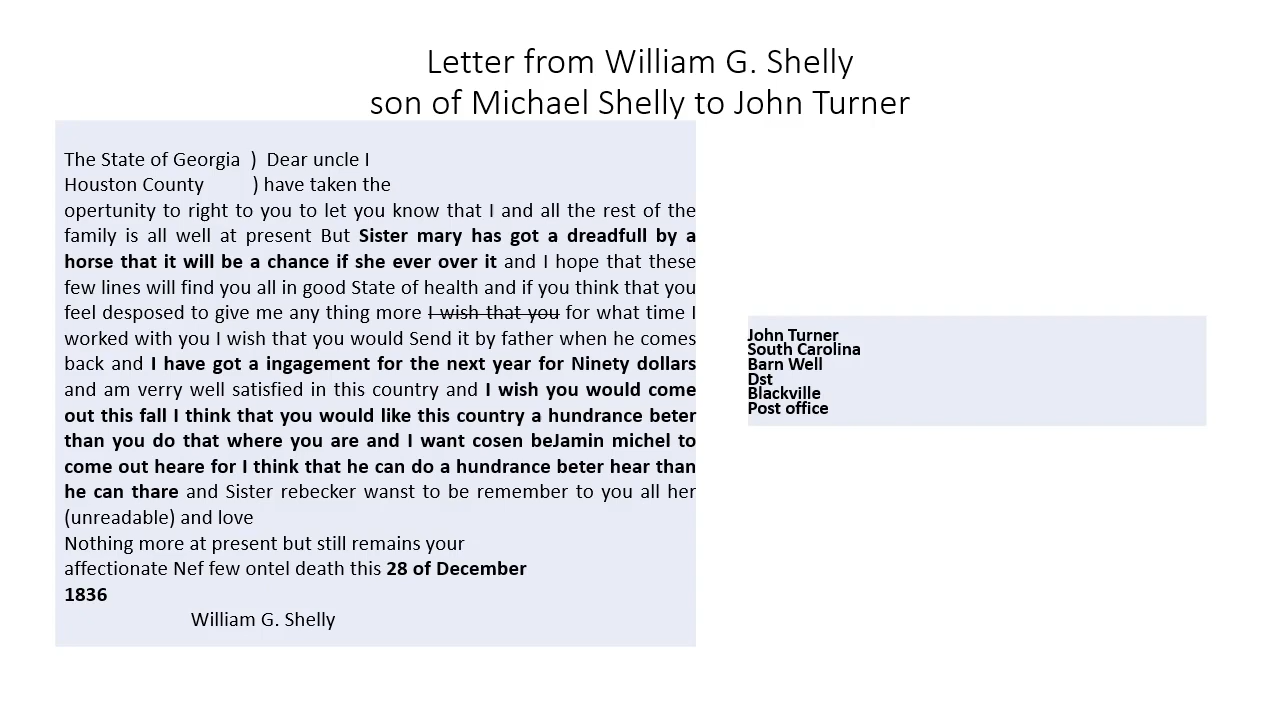 Letter from William G. Shelly
son of Michael Shelly to John Turner
The State of Georgia ) Dear uncle I
Houston County ) have taken the
opertunity to right to you to let you know that I and all the rest of the
family is all well at present But Sister mary has got a dreadfull by a
horse that it will be a chance if she ever over it and I hope that these
few lines will find you all in good State of health and if you think that you
feel desposed to give me any thing more I wish that you for what time I
worked with you I wish that you would Send it by father when he comes
back and I have got a ingagement for the next year for Ninety dollars
and am verry well satisfied in this country and I wish you would come
out this fall I think that you would like this country a hundrance beter
than you do that where you are and I want cosen beJamin michel to
come out heare for I think that he can do a hundrance beter hear than
he can thare and Sister rebecker wanst to be remember to you all her
(unreadable) and love
Nothing more at present but still remains your
affectionate Nef few ontel death this 28 of December
1836
William G. Shelly
John Turner
South Carolina
Barn Well
Dst
Blackville
Post office